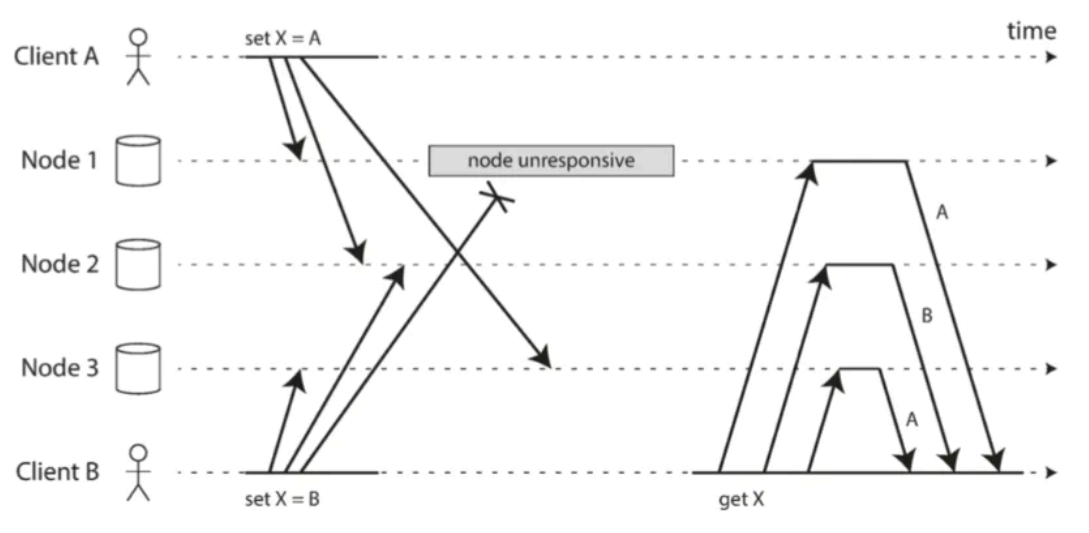 time
set X = A
Client A
Node 1
node unresponsive
A
Node 2
B
Node 3
A
Client B
set X = B
get X